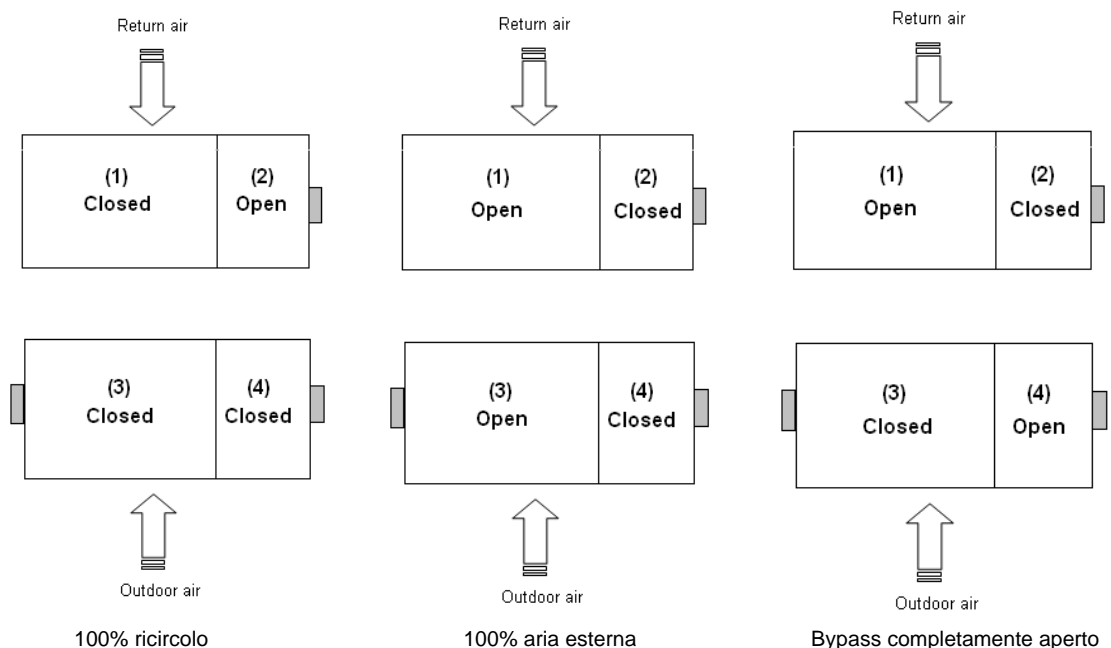 Return air
Return air
Return air
(1)
Closed
(2)
Open
(1)
Open
(2)
Closed
(1)
Open
(2)
Closed
(3)
Closed
(4)
Closed
(3)
Open
(4)
Closed
(3)
Closed
(4)
Open
Outdoor air
Outdoor air
Outdoor air
100% ricircolo
100% aria esterna
Bypass completamente aperto